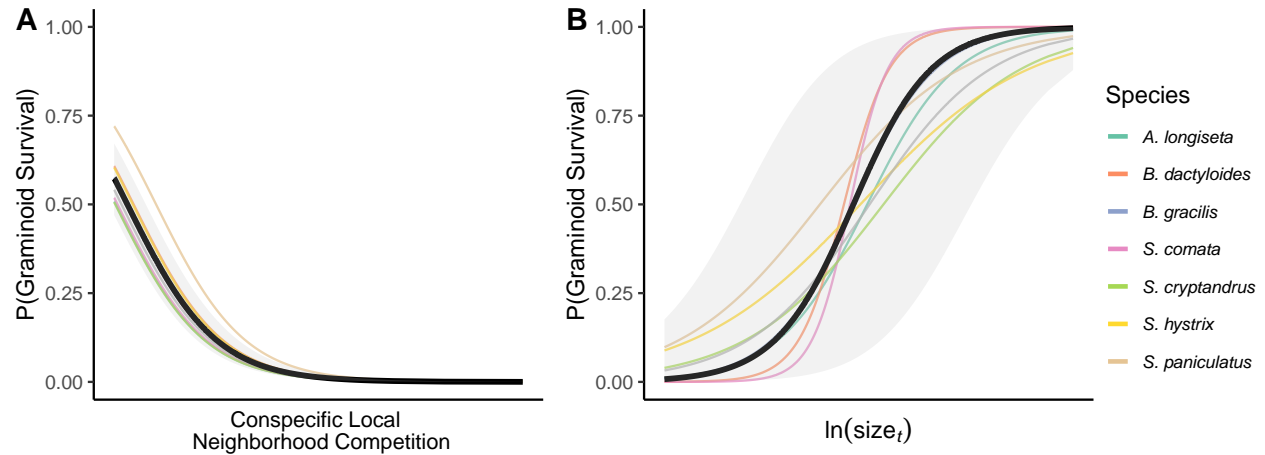 A
P(Graminoid Survival)
1.00
0.75
0.50
0.25
0.00
Conspecific Local
Neighborhood Competition
B
P(Graminoid Survival)
1.00
0.75
0.50
0.25
0.00
ln(sizeₜ)
Species
A. longiseta
B. dactyloides
B. gracilis
S. comata
S. cryptandrus
S. hystrix
S. paniculatus